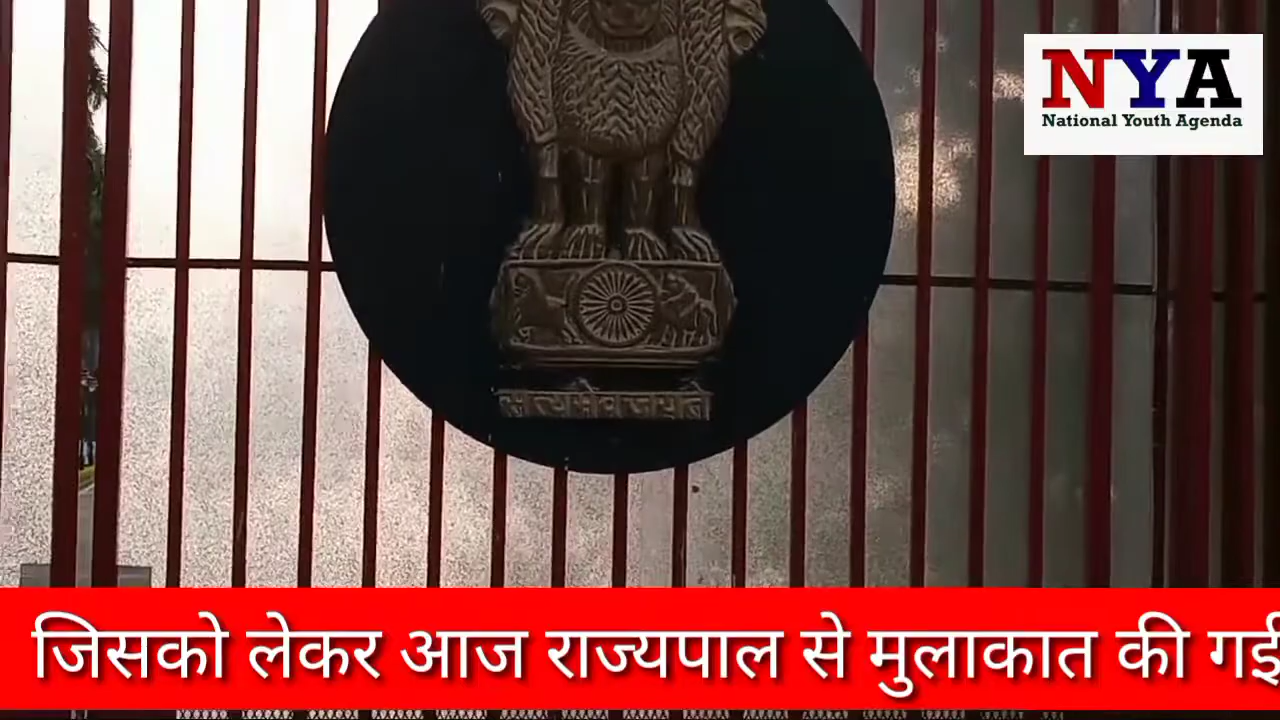 NYA
National Youth Agenda
सत्यमेव जयते
जिसको लेकर आज राज्यपाल से मुलाकात की गई